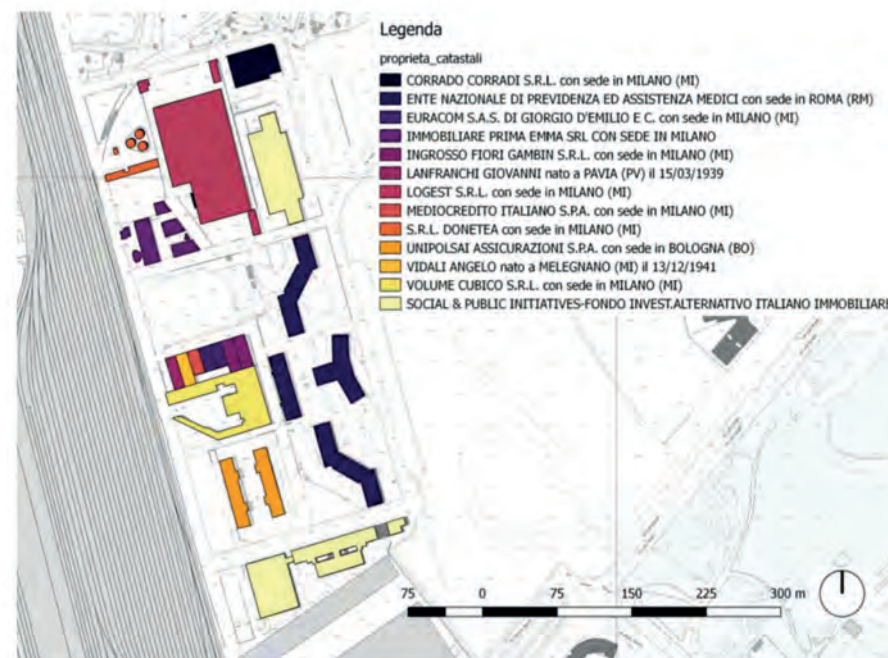 Legenda
proprieta_catastali
CORRADO CORRADI S.R.L. con sede in MILANO (MI)
ENTE NAZIONALE DI PREVIDENZA ED ASSISTENZA MEDICI con sede in ROMA (RM)
EURACOM S.A.S. DI GIORGIO D'EMILIO E C. con sede in MILANO (MI)
IMMOBILIARE PRIMA EMMA SRL CON SEDE IN MILANO
INGROSSO FIORI GAMBIN S.R.L. con sede in MILANO (MI)
LANFRANCHI GIOVANNI nato a PAVIA (PV) il 15/03/1939
LOGEST S.R.L. con sede in MILANO (MI)
MEDIOCREDITO ITALIANO S.P.A. con sede in MILANO (MI)
S.R.L. DONETEA con sede in MILANO (MI)
UNIPOLSAI ASSICURAZIONI S.P.A. con sede in BOLOGNA (BO)
VIDALI ANGELO nato a MELEGNANO (MI) il 13/12/1941
VOLUME CUBICO S.R.L. con sede in MILANO (MI)
SOCIAL & PUBLIC INITIATIVES-FONDO INVEST.ALTERNATIVO ITALIANO IMMOBILIARE
75 0 75 150 225 300 m